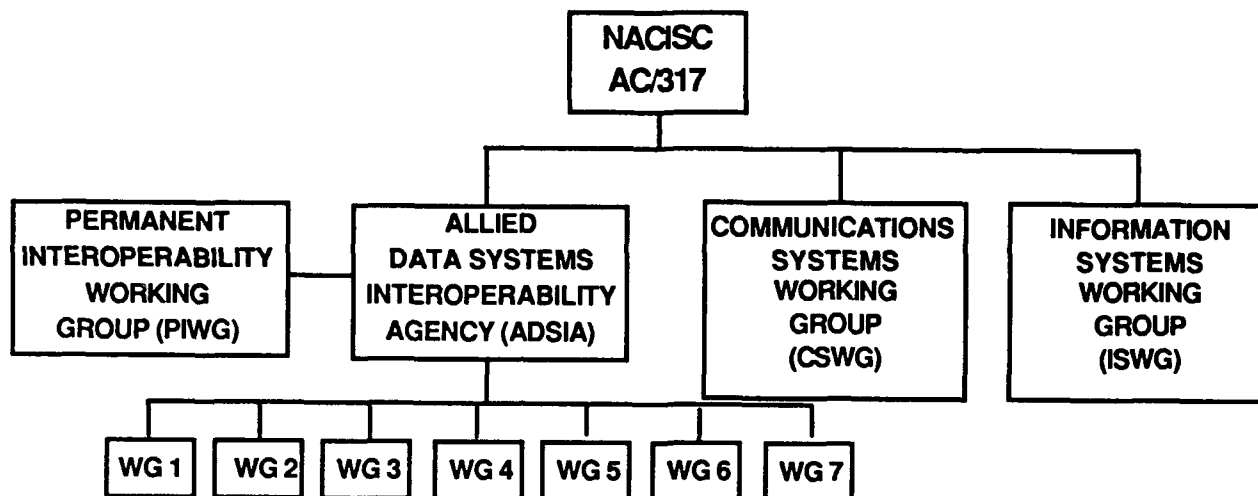 NACISC
AC/317
PERMANENT
INTEROPERABILITY
WORKING
GROUP (PIWG)
ALLIED
DATA SYSTEMS
INTEROPERABILITY
AGENCY (ADSIA)
COMMUNICATIONS
SYSTEMS
WORKING
GROUP
(CSWG)
INFORMATION
SYSTEMS
WORKING
GROUP
(ISWG)
WG 1
WG 2
WG 3
WG 4
WG 5
WG 6
WG 7